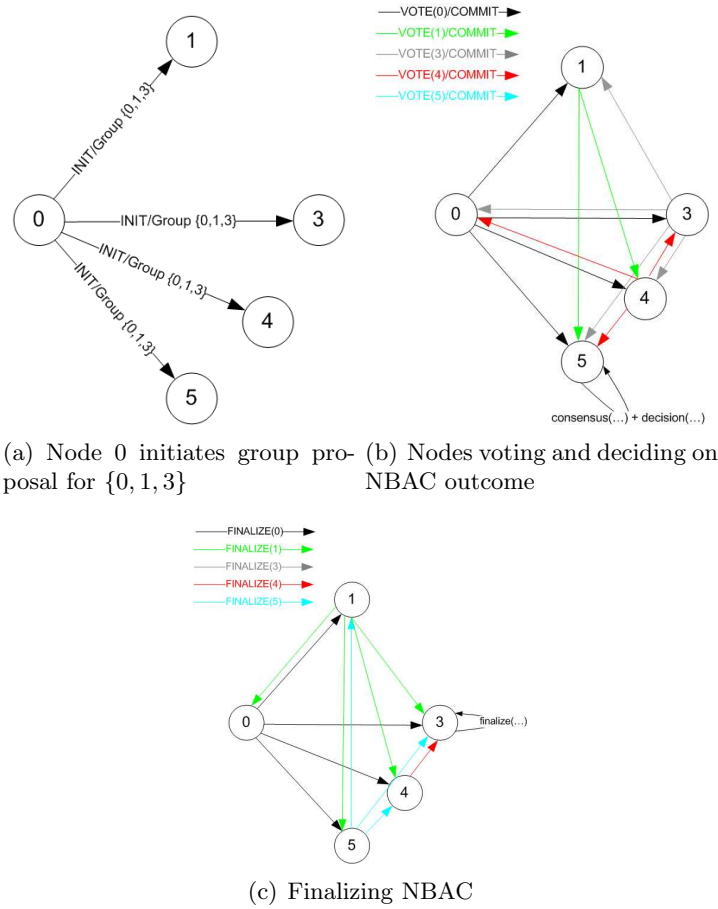 1
INIT/Group {0,1,3}
0
INIT/Group {0,1,3}
3
INIT/Group {0,1,3}
4
INIT/Group {0,1,3}
5
(a) Node 0 initiates group pro-
posal for {0, 1, 3}
VOTE(0)/COMMIT
VOTE(1)/COMMIT
VOTE(3)/COMMIT
VOTE(4)/COMMIT
VOTE(5)/COMMIT
1
0
3
4
5
consensus(...) + decision(...)
(b) Nodes voting and deciding on
NBAC outcome
FINALIZE(0)
FINALIZE(1)
FINALIZE(3)
FINALIZE(4)
FINALIZE(5)
1
0
3
finalize(...)
4
5
(c) Finalizing NBAC